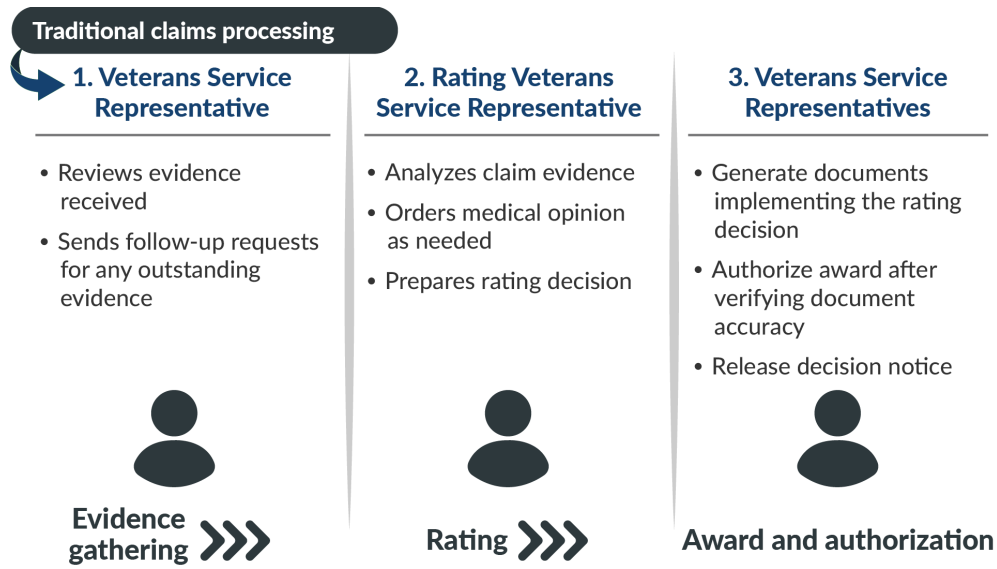 Traditional claims processing
1. Veterans Service
Representative
• Reviews evidence
received
• Sends follow-up requests
for any outstanding
evidence
Evidence
gathering
2. Rating Veterans
Service Representative
• Analyzes claim evidence
• Orders medical opinion
as needed
• Prepares rating decision
Rating
3. Veterans Service
Representatives
• Generate documents
implementing the rating
decision
• Authorize award after
verifying document
accuracy
• Release decision notice
Award and authorization